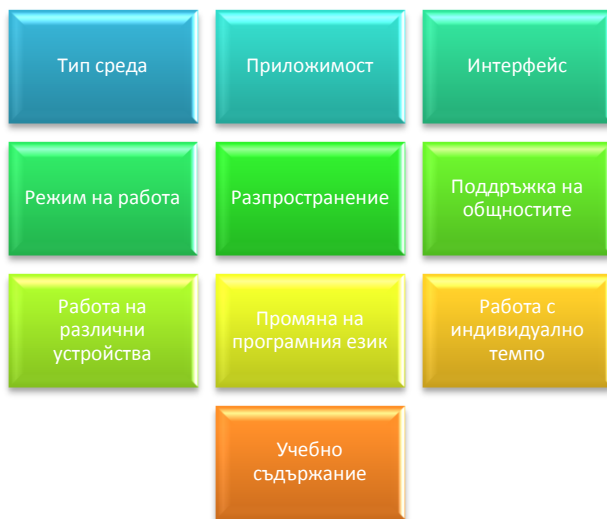 Тип среда
Приложимост
Интерфейс
Режим на работа
Разпространение
Поддръжка на
общностите
Работа на
различни
устройства
Промяна на
програмния език
Работа с
индивидуално
темпо
Учебно
съдържание